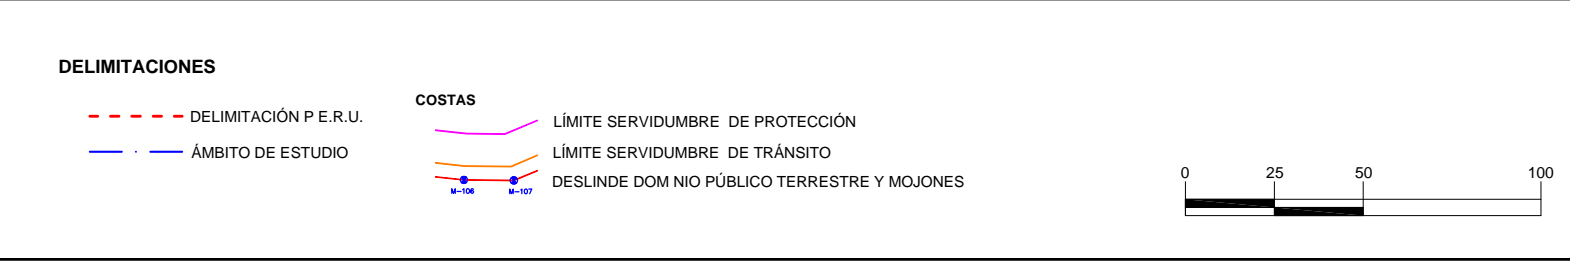 DELIMITACIONES
DELIMITACIÓN P E.R.U.
ÁMBITO DE ESTUDIO
COSTAS
LÍMITE SERVIDUMBRE DE PROTECCIÓN
LÍMITE SERVIDUMBRE DE TRÁNSITO
M-106 M-107
DESLINDE DOM NIO PÚBLICO TERRESTRE Y MOJONES
0 25 50 100